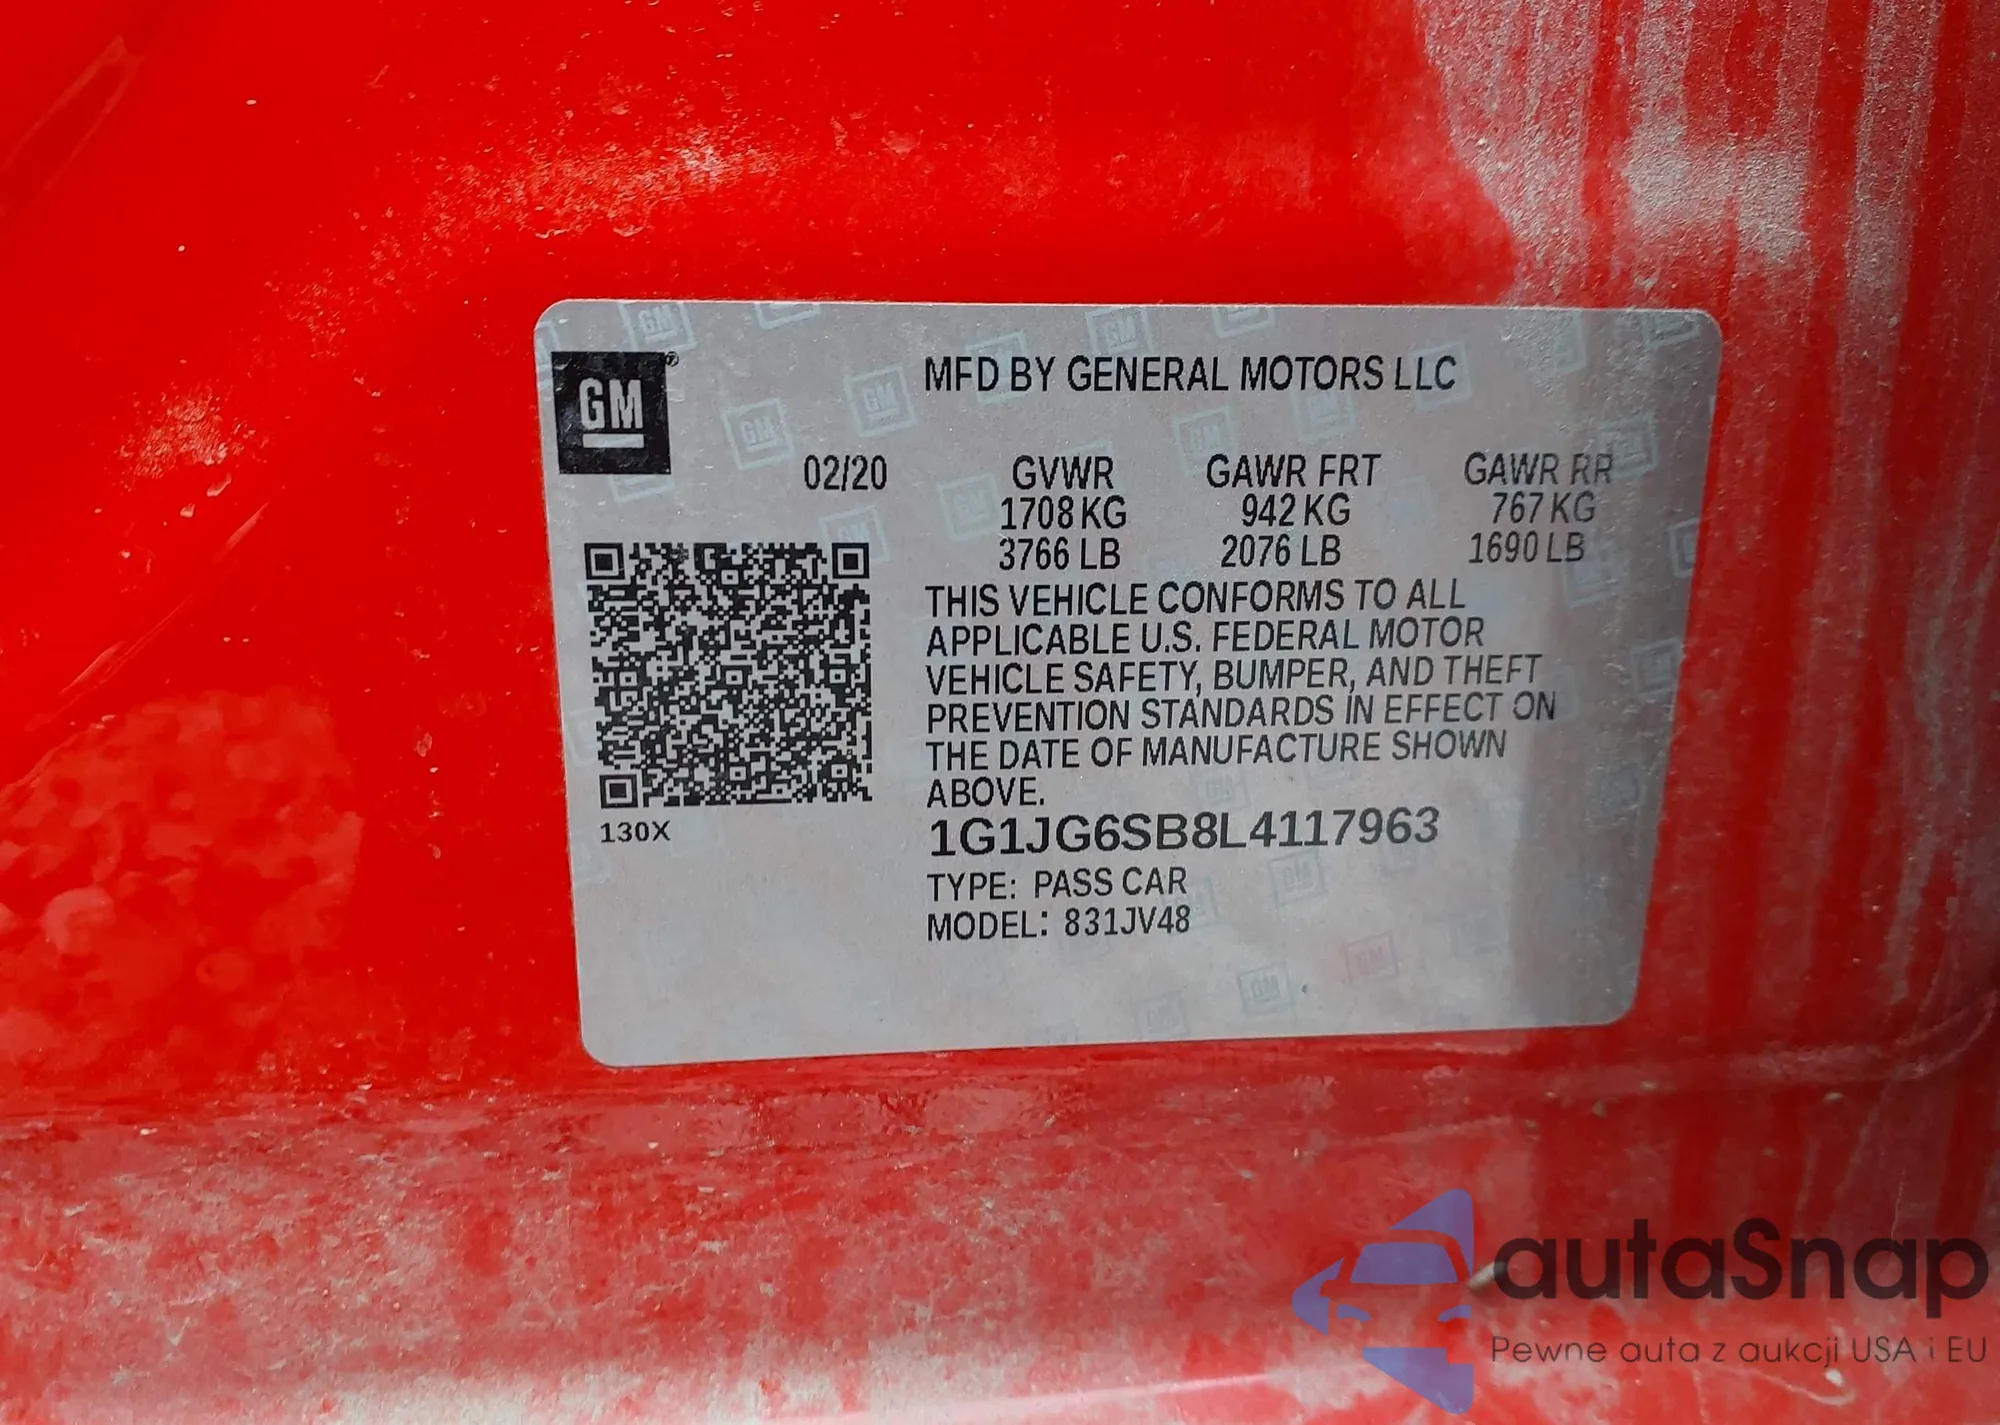 GM®
MFD BY GENERAL MOTORS LLC
02/20 GVWR GAWR FRT GAWR RR
1708 KG 942 KG 767 KG
3766 LB 2076 LB 1690 LB
THIS VEHICLE CONFORMS TO ALL
APPLICABLE U.S. FEDERAL MOTOR
VEHICLE SAFETY, BUMPER, AND THEFT
PREVENTION STANDARDS IN EFFECT ON
THE DATE OF MANUFACTURE SHOWN
ABOVE.
130X
1G1JG6SB8L4117963
TYPE: PASS CAR
MODEL: 831JV48
autaSnap
Pewne auta z aukcji USA i EU